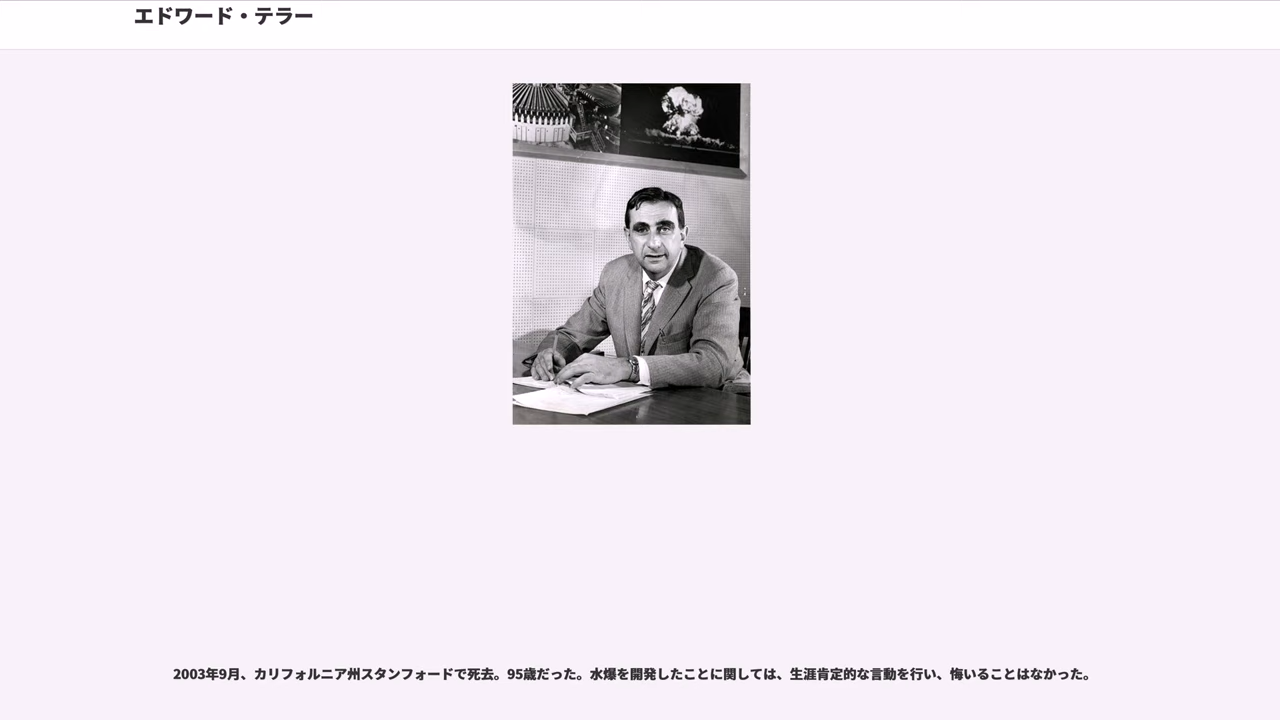 エドワード・テラー
2003年9月、カリフォルニア州スタンフォードで死去。95歳だった。水爆を開発したことに関しては、生涯肯定的な言動を行い、悔いることはなかった。